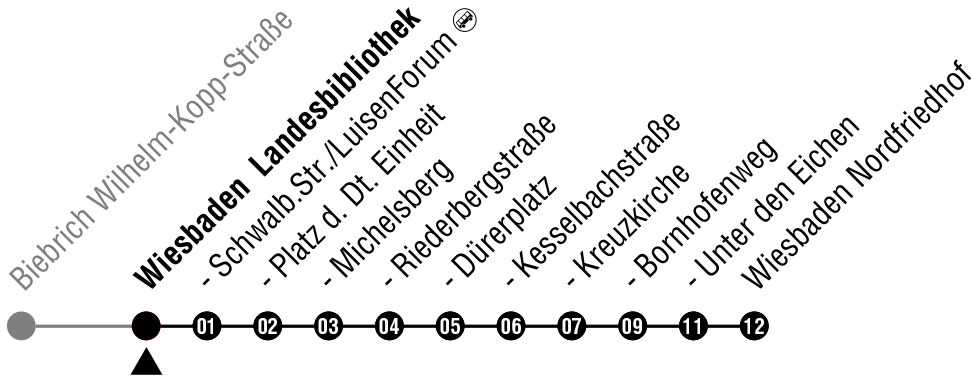 Biebrich Wilhelm-Kopp-Straße
Wiesbaden Landesbibliothek
- Schwalb.Str./LuisenForum
- Platz d. Dt. Einheit
- Michelsberg
- Riederbergstraße
- Dürerplatz
- Kesselbachstraße
- Kreuzkirche
- Bornhofenweg
- Unter den Eichen
Wiesbaden Nordfriedhof
01 02 03 04 05 06 07 09 11 12